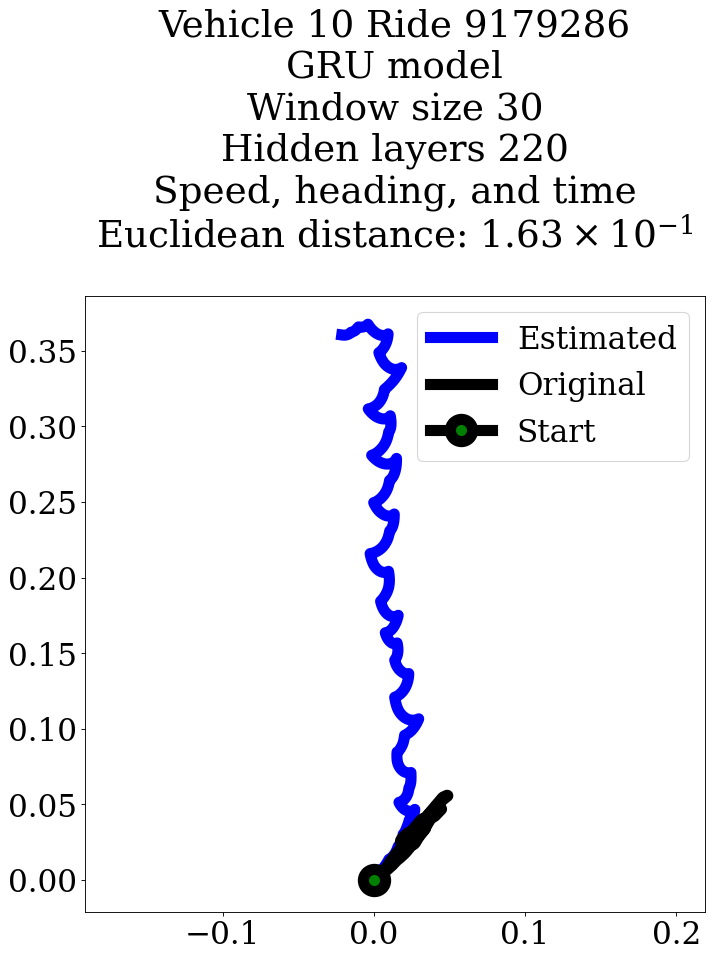 Vehicle 10 Ride 9179286
GRU model
Window size 30
Hidden layers 220
Speed, heading, and time
Euclidean distance: 1.63 × 10⁻¹
Estimated
Original
Start
0.35
0.30
0.25
0.20
0.15
0.10
0.05
0.00
−0.1
0.0
0.1
0.2